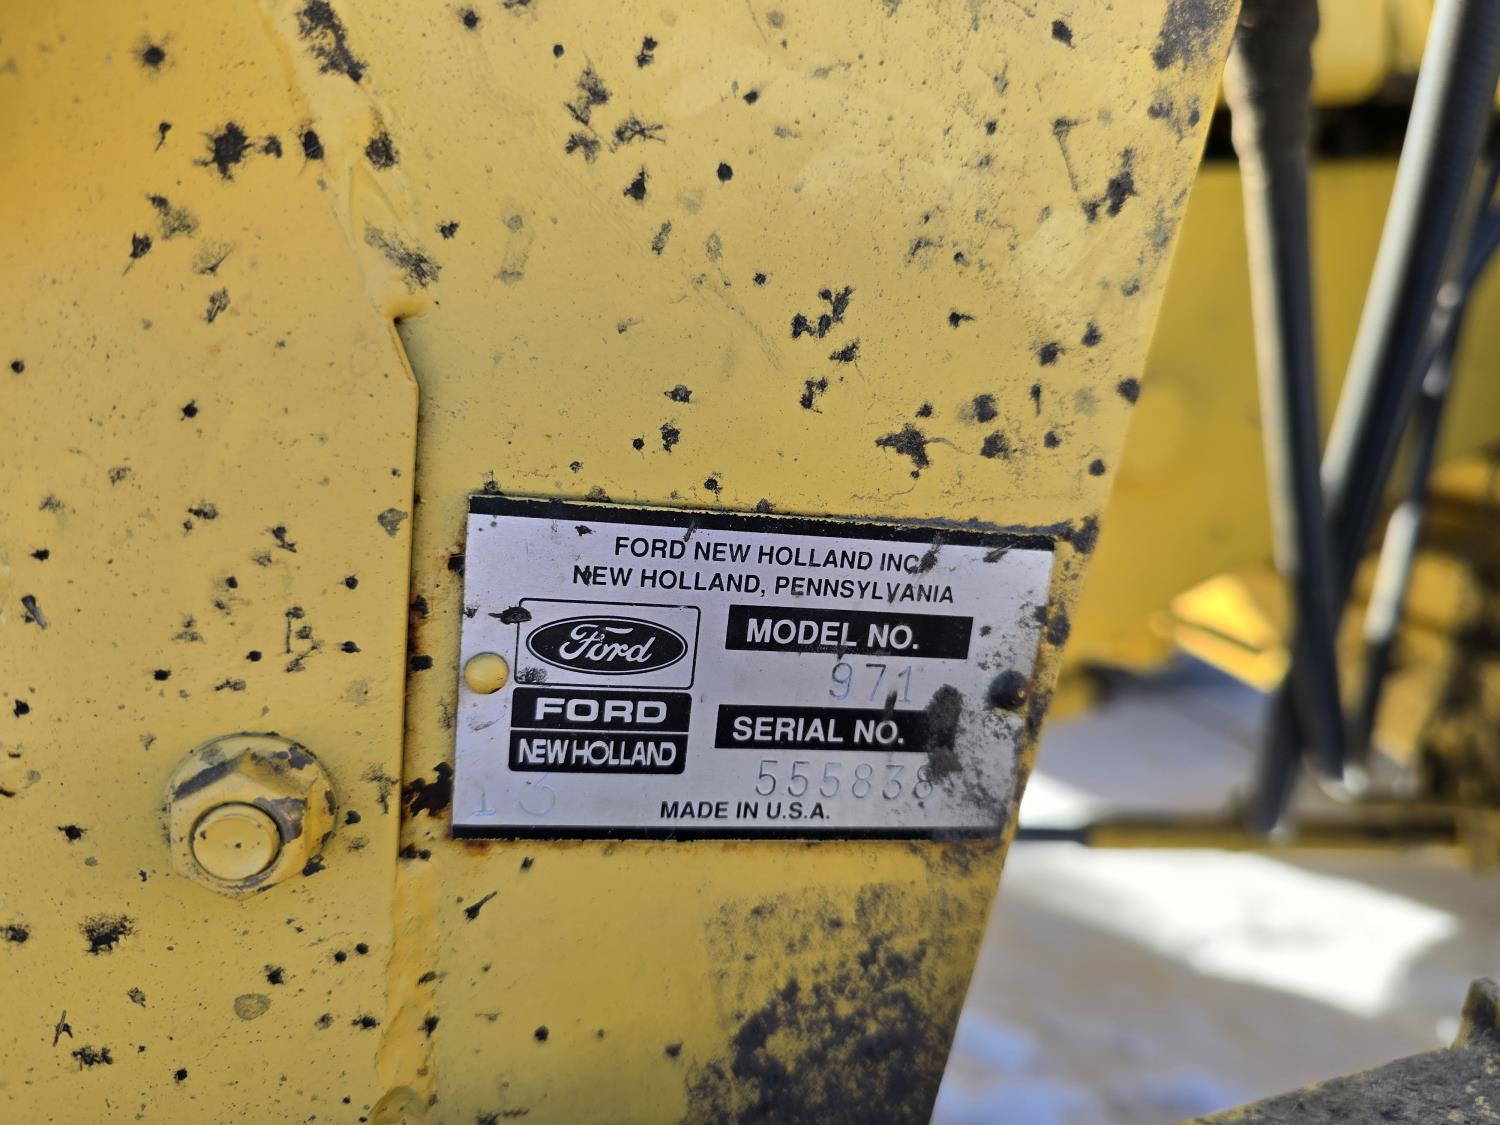 FORD NEW HOLLAND INC.
NEW HOLLAND, PENNSYLVANIA
Ford
FORD
NEW HOLLAND
MODEL NO.
971
SERIAL NO.
555838
13
MADE IN U.S.A.